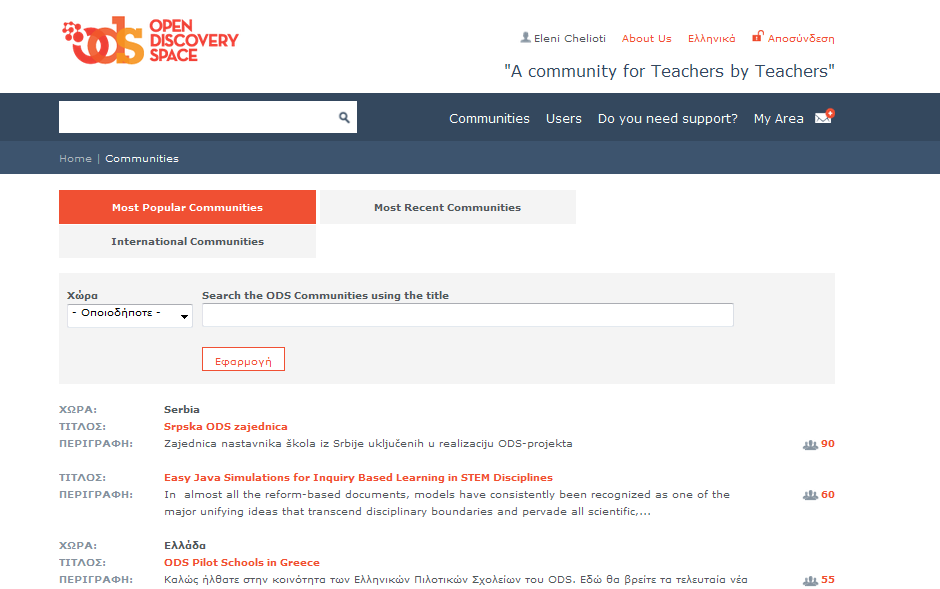 OPEN
DISCOVERY
SPACE
ods
Eleni Chelioti About Us Ελληνικά Αποσύνδεση
"A community for Teachers by Teachers"
Communities Users Do you need support? My Area
Home | Communities
Most Popular Communities Most Recent Communities
International Communities
Χώρα Search the ODS Communities using the title
- Οποιοδήποτε -
Εφαρμογή
ΧΩΡΑ: Serbia
ΤΙΤΛΟΣ: Srpska ODS zajednica
ΠΕΡΙΓΡΑΦΗ: Zajednica nastavnika škola iz Srbije uključenih u realizaciju ODS-projekta 90
ΤΙΤΛΟΣ: Easy Java Simulations for Inquiry Based Learning in STEM Disciplines
ΠΕΡΙΓΡΑΦΗ: In almost all the reform-based documents, models have consistently been recognized as one of the 60
major unifying ideas that transcend disciplinary boundaries and pervade all scientific,...
ΧΩΡΑ: Ελλάδα
ΤΙΤΛΟΣ: ODS Pilot Schools in Greece
ΠΕΡΙΓΡΑΦΗ: Καλώς ήλθατε στην κοινότητα των Ελληνικών Πιλοτικών Σχολείων του ODS. Εδώ θα βρείτε τα τελευταία νέα 55